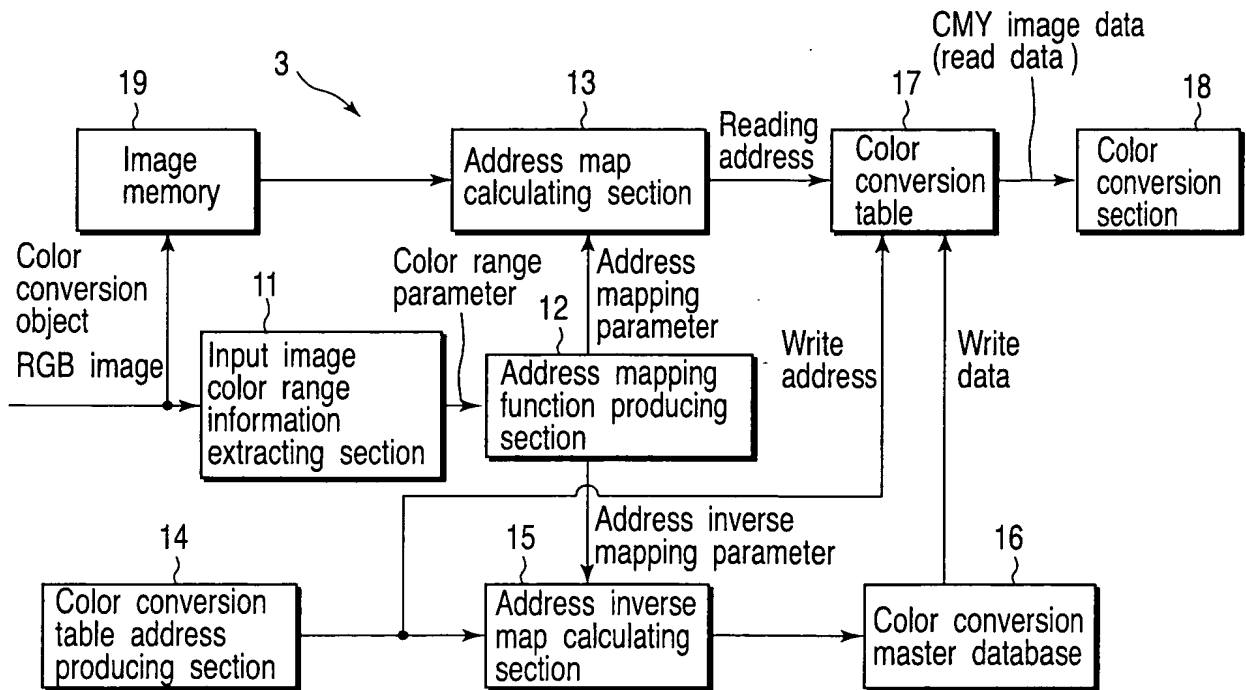 CMY image data
(read data)
3
19
13
17
18
Image
memory
Address map
calculating section
Reading
address
Color
conversion
table
Color
conversion
section
Color
conversion
object
RGB image
11
Color range
parameter
Address
mapping
parameter
12
Input image
color range
information
extracting section
Address mapping
function producing
section
Write
address
Write
data
Address inverse
mapping parameter
14
15
16
Color conversion
table address
producing section
Address inverse
map calculating
section
Color conversion
master database